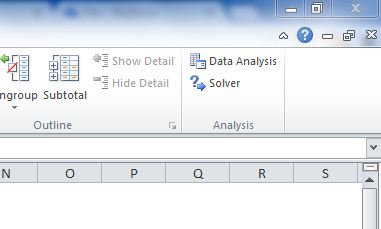 Show Detail
Data Analysis
ngroup Subtotal
Hide Detail
Solver
Outline
Analysis
N O P Q R S